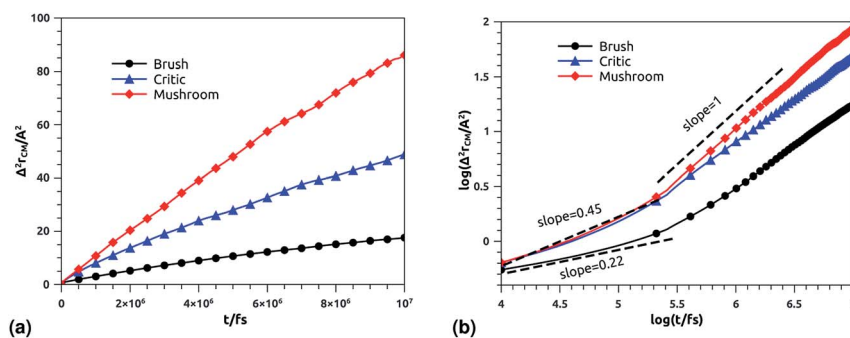 100
80
60
40
20
0
Δ²r_CM/A²
Brush
Critic
Mushroom
0 2×10⁶ 4×10⁶ 6×10⁶ 8×10⁶ 10⁷
t/fs
(a)
2
1.5
1
0.5
0
log(Δ²r_CM/A²)
Brush
Critic
Mushroom
slope=1
slope=0.45
slope=0.22
4 4.5 5 5.5 6 6.5
log(t/fs)
(b)